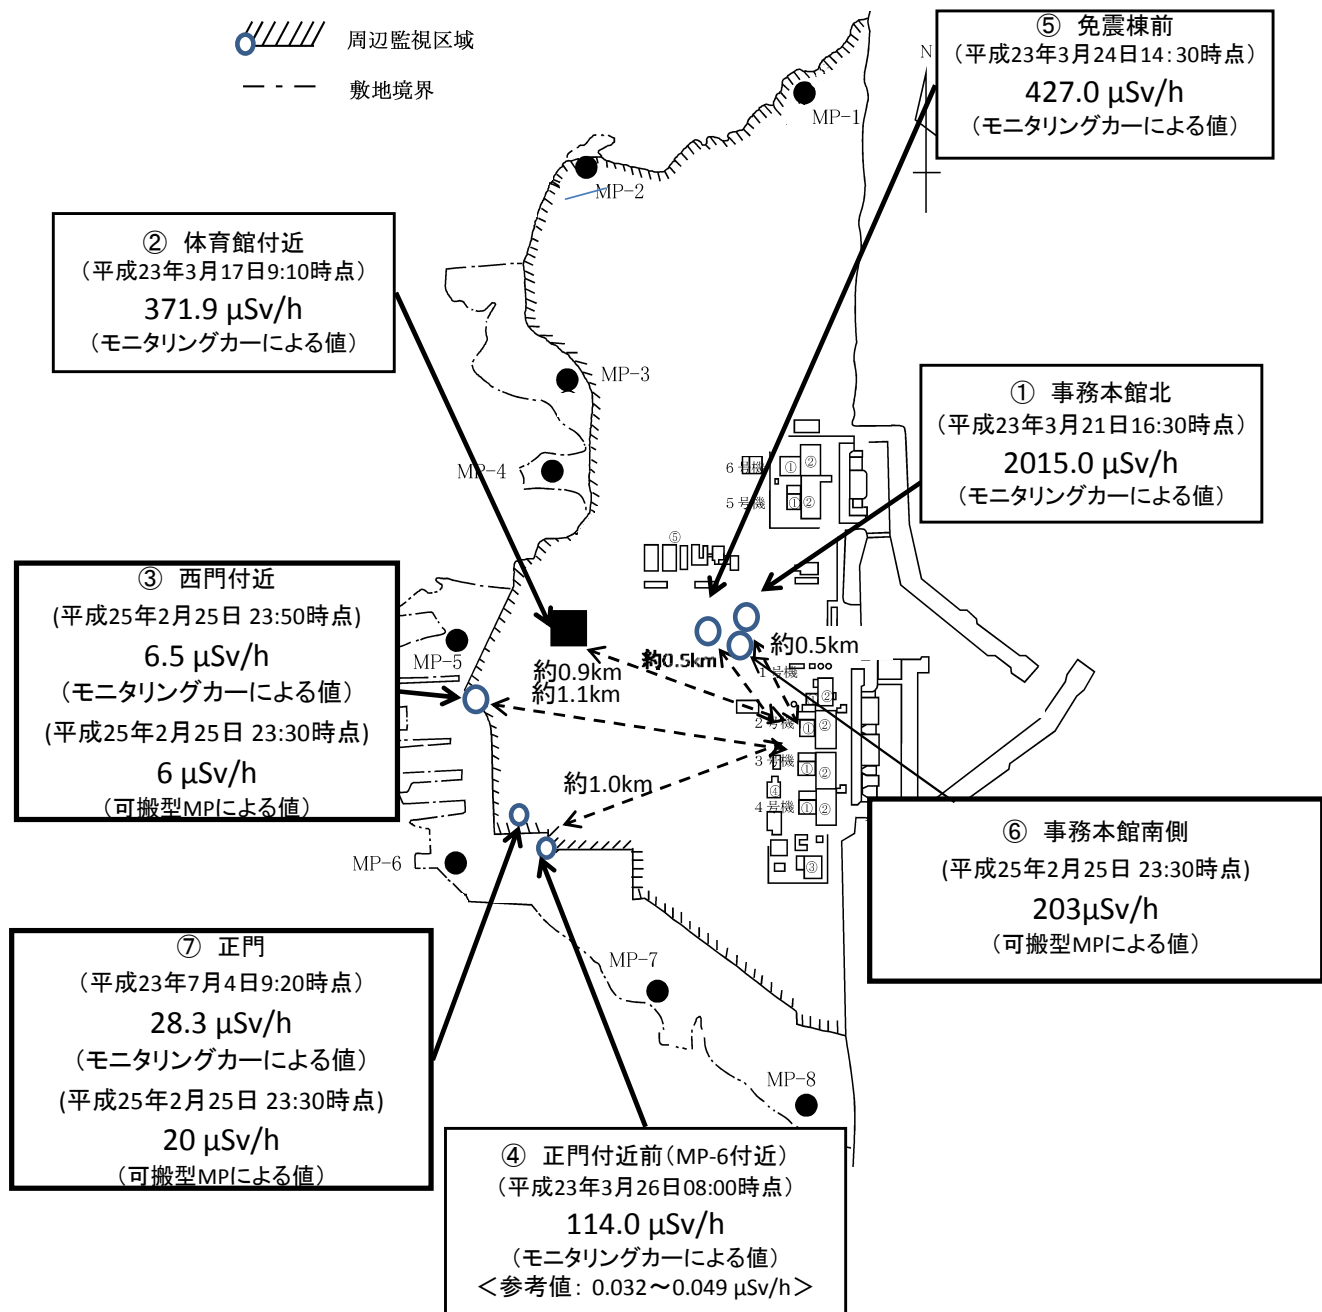 周辺監視区域
敷地境界
⑤ 免震棟前
(平成23年3月24日14:30時点)
427.0 μSv/h
(モニタリングカーによる値)
N
MP-1
MP-2
② 体育館付近
(平成23年3月17日9:10時点)
371.9 μSv/h
(モニタリングカーによる値)
MP-3
① 事務本館北
(平成23年3月21日16:30時点)
2015.0 μSv/h
(モニタリングカーによる値)
MP-4
6号機
① ②
5号機
① ②
⑤
③ 西門付近
(平成25年2月25日 23:50時点)
6.5 μSv/h
(モニタリングカーによる値)
(平成25年2月25日 23:30時点)
6 μSv/h
(可搬型MPによる値)
MP-5
約0.9km
約1.1km
約0.5km
約0.5km
1号機
②
2号機
① ②
3号機
① ②
約1.0km
④
4号機
① ②
③
MP-6
⑥ 事務本館南側
(平成25年2月25日 23:30時点)
203μSv/h
(可搬型MPによる値)
⑦ 正門
(平成23年7月4日9:20時点)
28.3 μSv/h
(モニタリングカーによる値)
(平成25年2月25日 23:30時点)
20 μSv/h
(可搬型MPによる値)
MP-7
MP-8
④ 正門付近前(MP-6付近)
(平成23年3月26日08:00時点)
114.0 μSv/h
(モニタリングカーによる値)
<参考値: 0.032～0.049 μSv/h>